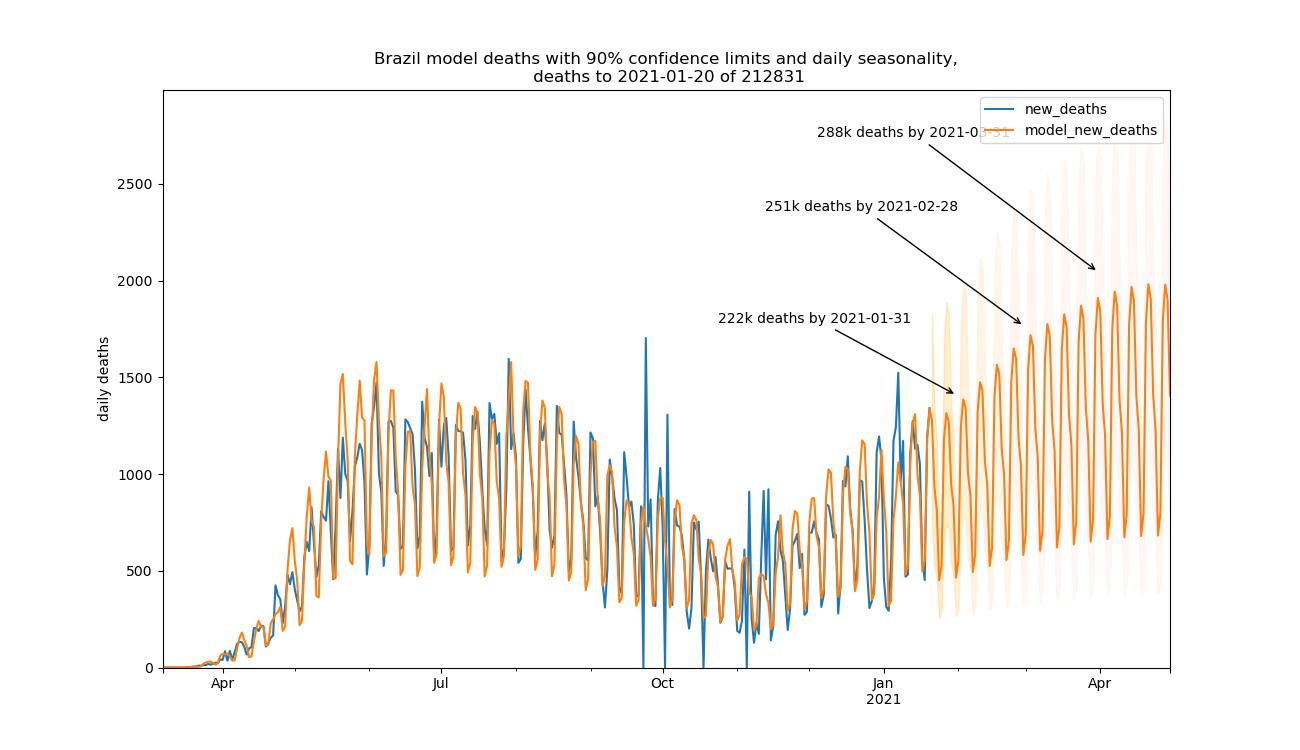 Brazil model deaths with 90% confidence limits and daily seasonality,
deaths to 2021-01-20 of 212831
new_deaths
model_new_deaths
288k deaths by 2021-03-31
251k deaths by 2021-02-28
222k deaths by 2021-01-31
daily deaths
2500
2000
1500
1000
500
0
Apr
Jul
Oct
Jan
2021
Apr